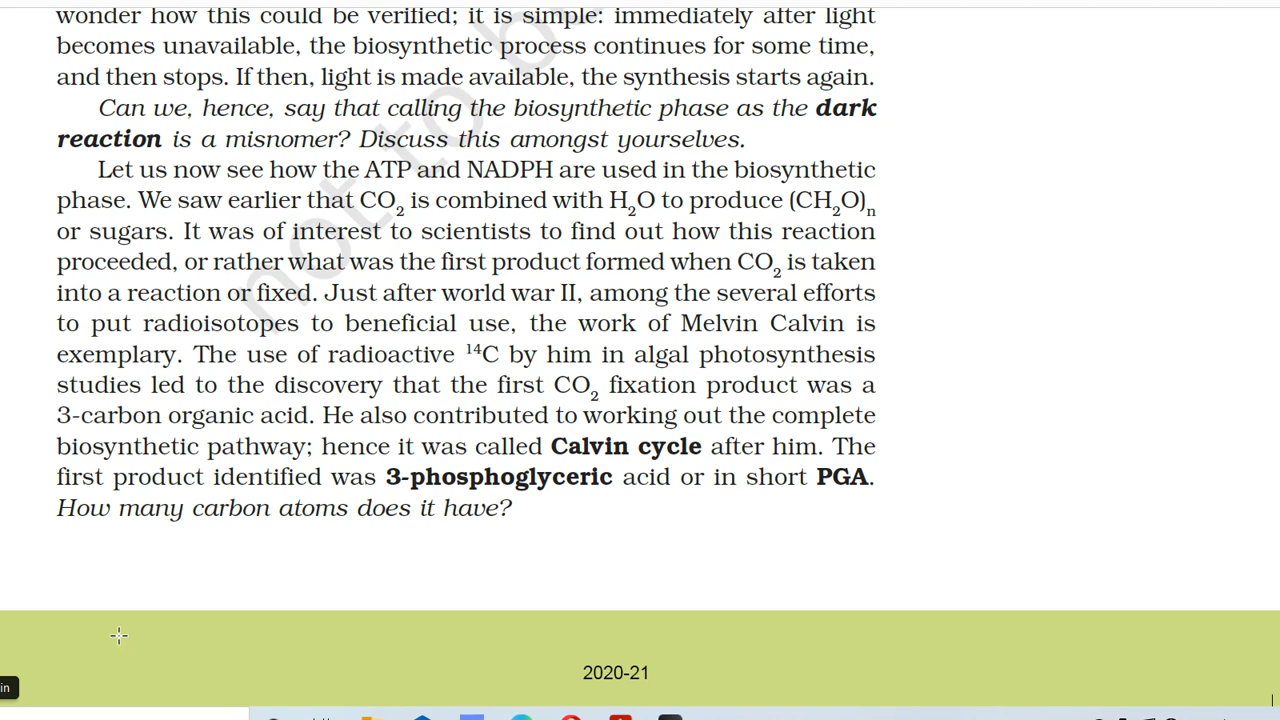 wonder how this could be verified; it is simple: immediately after light
becomes unavailable, the biosynthetic process continues for some time,
and then stops. If then, light is made available, the synthesis starts again.
Can we, hence, say that calling the biosynthetic phase as the dark
reaction is a misnomer? Discuss this amongst yourselves.
Let us now see how the ATP and NADPH are used in the biosynthetic
phase. We saw earlier that CO₂ is combined with H₂O to produce (CH₂O)ₙ
or sugars. It was of interest to scientists to find out how this reaction
proceeded, or rather what was the first product formed when CO₂ is taken
into a reaction or fixed. Just after world war II, among the several efforts
to put radioisotopes to beneficial use, the work of Melvin Calvin is
exemplary. The use of radioactive ¹⁴C by him in algal photosynthesis
studies led to the discovery that the first CO₂ fixation product was a
3-carbon organic acid. He also contributed to working out the complete
biosynthetic pathway; hence it was called Calvin cycle after him. The
first product identified was 3-phosphoglyceric acid or in short PGA.
How many carbon atoms does it have?
not to b
2020-21
in